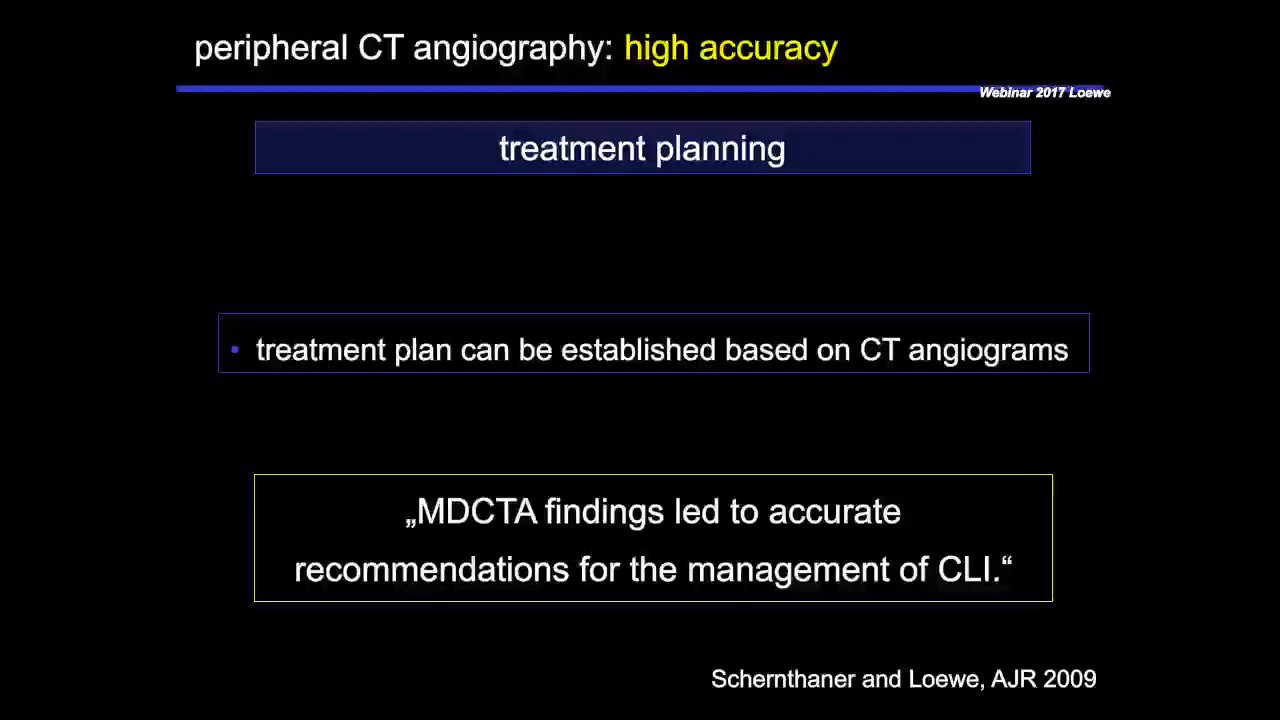 peripheral CT angiography: high accuracy
Webinar 2017 Loewe
treatment planning
• treatment plan can be established based on CT angiograms
„MDCTA findings led to accurate
recommendations for the management of CLI.“
Schernthaner and Loewe, AJR 2009